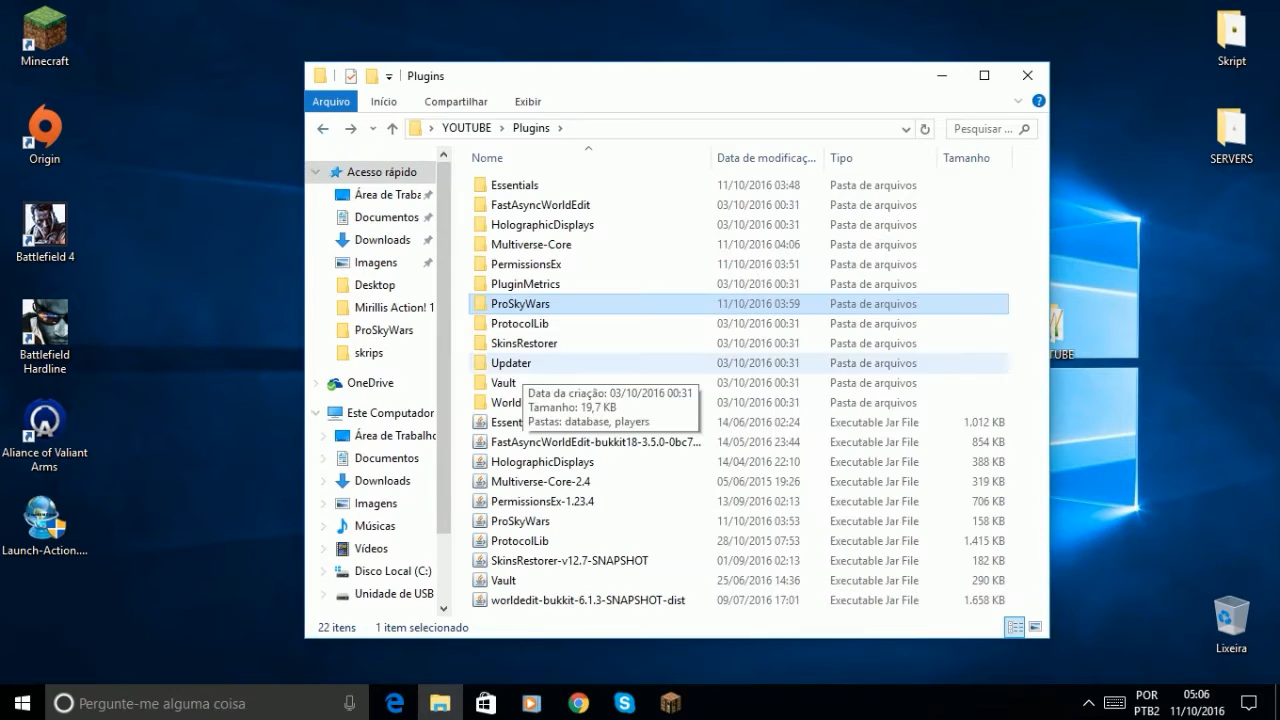 Minecraft
Origin
Battlefield 4
Battlefield
Hardline
Aliance of Valiant
Arms
Launch-Action....
Plugins
Arquivo
Início
Compartilhar
Exibir
YOUTUBE
Plugins
Pesquisar ...
Acesso rápido
Área de Traba
Documentos
Downloads
Imagens
Desktop
Mirillis Action! 1
ProSkyWars
skrips
OneDrive
Este Computador
Área de Trabalho
Documentos
Downloads
Imagens
Músicas
Vídeos
Disco Local (C:)
Unidade de USB
Nome Data de modificaç... Tipo Tamanho
Essentials 11/10/2016 03:48 Pasta de arquivos
FastAsyncWorldEdit 03/10/2016 00:31 Pasta de arquivos
HolographicDisplays 03/10/2016 00:31 Pasta de arquivos
Multiverse-Core 11/10/2016 04:06 Pasta de arquivos
PermissionsEx 11/10/2016 03:51 Pasta de arquivos
PluginMetrics 03/10/2016 00:31 Pasta de arquivos
ProSkyWars 11/10/2016 03:59 Pasta de arquivos
ProtocolLib 03/10/2016 00:31 Pasta de arquivos
SkinsRestorer 03/10/2016 00:31 Pasta de arquivos
Updater 03/10/2016 00:31 Pasta de arquivos
Vault 03/10/2016 00:31 Pasta de arquivos
World 03/10/2016 00:31 Pasta de arquivos
Essent 14/06/2016 02:24 Executable Jar File 1.012 KB
FastAsyncWorldEdit-bukkit18-3.5.0-0bc7... 14/05/2016 23:44 Executable Jar File 854 KB
HolographicDisplays 14/04/2016 22:10 Executable Jar File 388 KB
Multiverse-Core-2.4 05/06/2015 19:26 Executable Jar File 319 KB
PermissionsEx-1.23.4 13/09/2016 02:13 Executable Jar File 706 KB
ProSkyWars 11/10/2016 03:53 Executable Jar File 158 KB
ProtocolLib 28/10/2015 07:53 Executable Jar File 1.415 KB
SkinsRestorer-v12.7-SNAPSHOT 01/09/2016 02:13 Executable Jar File 182 KB
Vault 25/06/2016 14:36 Executable Jar File 290 KB
worldedit-bukkit-6.1.3-SNAPSHOT-dist 09/07/2016 17:01 Executable Jar File 1.658 KB
Data da criação: 03/10/2016 00:31
Tamanho: 19,7 KB
Pastas: database, players
22 itens 1 item selecionado
Skript
SERVERS
TUBE
Lixeira
Pergunte-me alguma coisa
POR
PTB2
05:06
11/10/2016